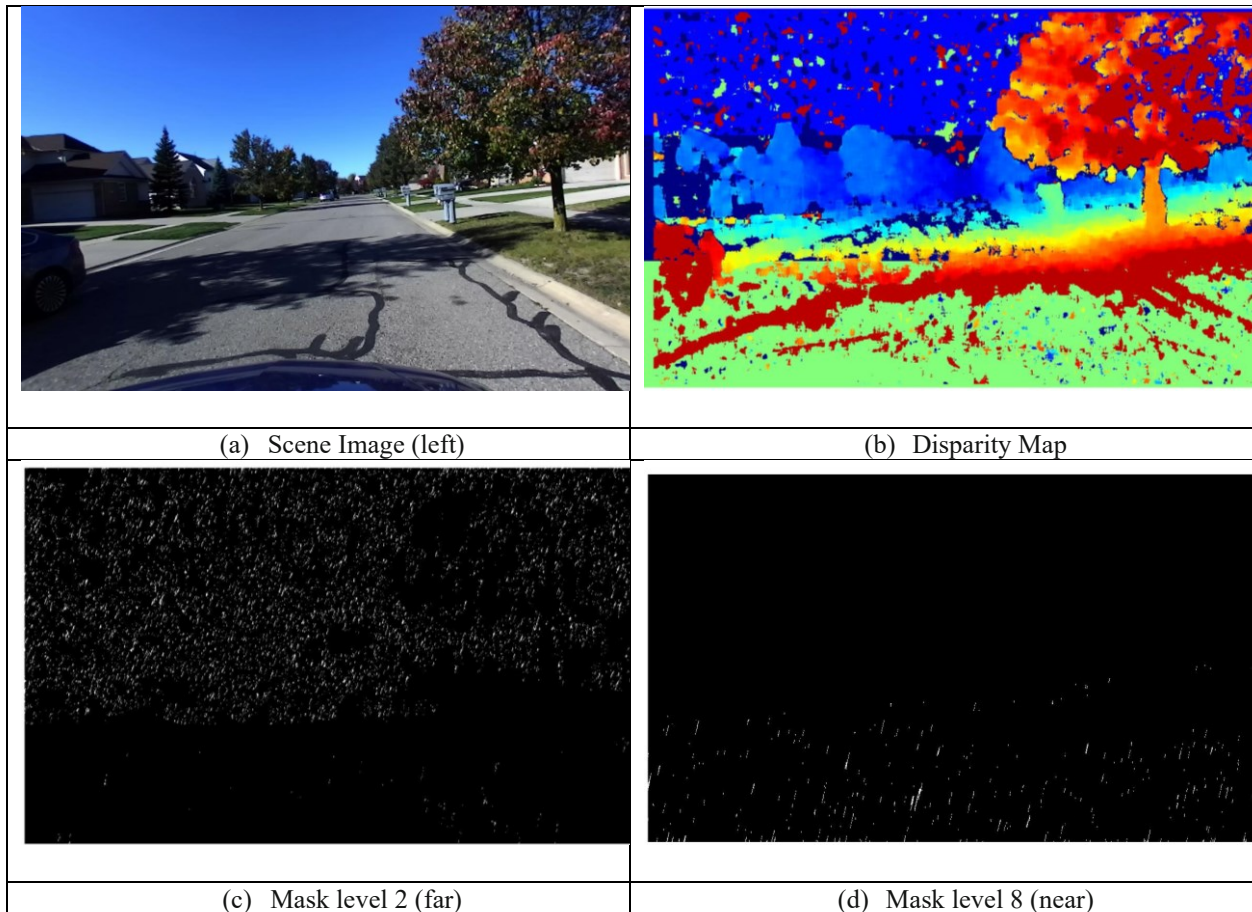 (a) Scene Image (left)
(b) Disparity Map
(c) Mask level 2 (far)
(d) Mask level 8 (near)